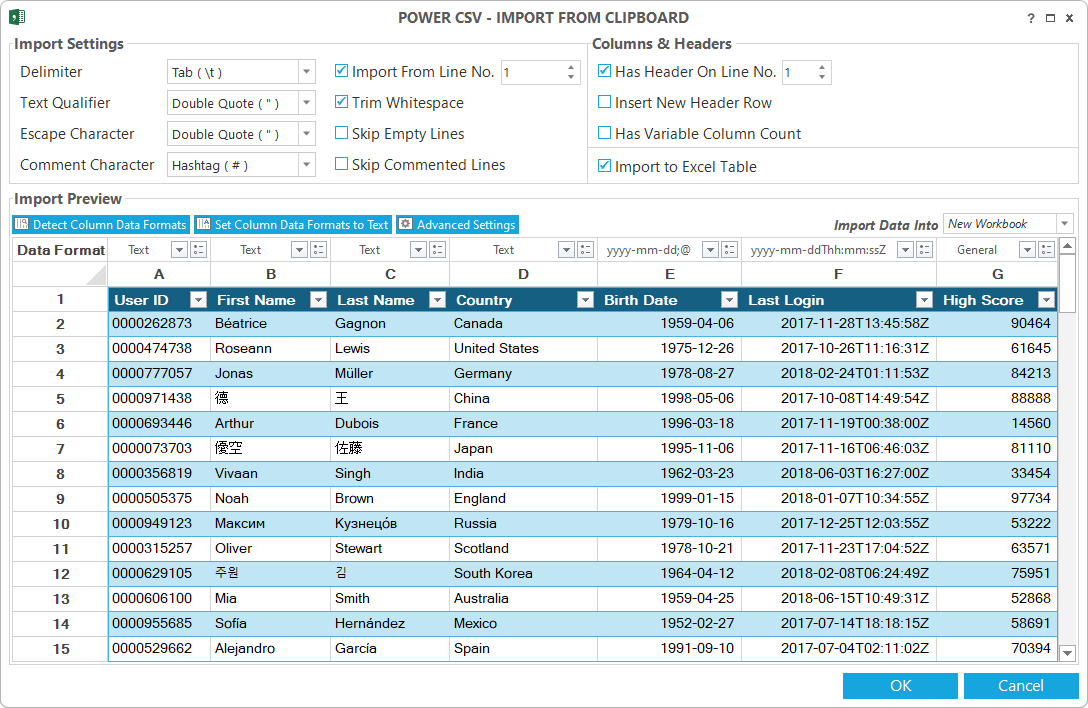 POWER CSV - IMPORT FROM CLIPBOARD
Import Settings
Delimiter Tab ( \t )
Text Qualifier Double Quote ( " )
Escape Character Double Quote ( " )
Comment Character Hashtag ( # )
Import From Line No. 1
Trim Whitespace
Skip Empty Lines
Skip Commented Lines
Columns & Headers
Has Header On Line No. 1
Insert New Header Row
Has Variable Column Count
Import to Excel Table
Import Preview
Detect Column Data Formats Set Column Data Formats to Text Advanced Settings Import Data Into New Workbook
Data Format Text Text Text Text yyyy-mm-dd;@ yyyy-mm-ddThh:mm:ssZ General
A B C D E F G
1 User ID First Name Last Name Country Birth Date Last Login High Score
2 0000262873 Béatrice Gagnon Canada 1959-04-06 2017-11-28T13:45:58Z 90464
3 0000474738 Roseann Lewis United States 1975-12-26 2017-10-26T11:16:31Z 61645
4 0000777057 Jonas Müller Germany 1978-08-27 2018-02-24T01:11:53Z 84213
5 0000971438 德 王 China 1998-05-06 2017-10-08T14:49:54Z 88888
6 0000693446 Arthur Dubois France 1996-03-18 2017-11-19T00:38:00Z 14560
7 0000073703 優空 佐藤 Japan 1995-11-06 2017-11-16T06:46:03Z 81110
8 0000356819 Vivaan Singh India 1962-03-23 2018-06-03T16:27:00Z 33454
9 0000505375 Noah Brown England 1999-01-15 2018-01-07T10:34:55Z 97734
10 0000949123 Максим Кузнецо́в Russia 1979-10-16 2017-12-25T12:03:55Z 53222
11 0000315257 Oliver Stewart Scotland 1978-10-21 2017-11-23T17:04:52Z 63571
12 0000629105 주원 김 South Korea 1964-04-12 2018-02-08T06:24:49Z 75951
13 0000606100 Mia Smith Australia 1959-04-25 2018-06-15T10:49:31Z 52868
14 0000955685 Sofía Hernández Mexico 1952-02-27 2017-07-14T18:18:15Z 58691
15 0000529662 Alejandro García Spain 1991-09-10 2017-07-04T02:11:02Z 70394
OK Cancel